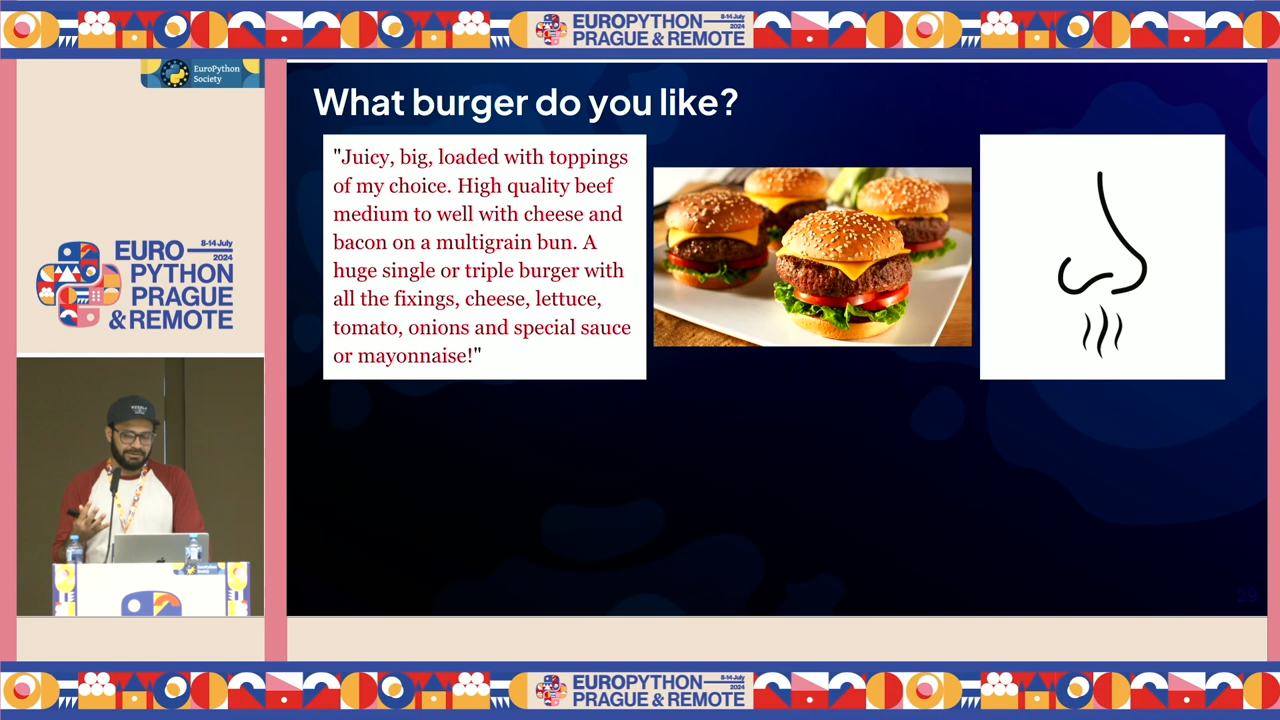 EUROPYTHON
8-14 July
2024
PRAGUE & REMOTE
EuroPython
Society
What burger do you like?
"Juicy, big, loaded with toppings
of my choice. High quality beef
medium to well with cheese and
bacon on a multigrain bun. A
huge single or triple burger with
all the fixings, cheese, lettuce,
tomato, onions and special sauce
or mayonnaise!"
EURO
8-14 July
2024
PYTHON
PRAGUE
& REMOTE
29
EUROPYTHON
8-14 July
2024
PRAGUE & REMOTE